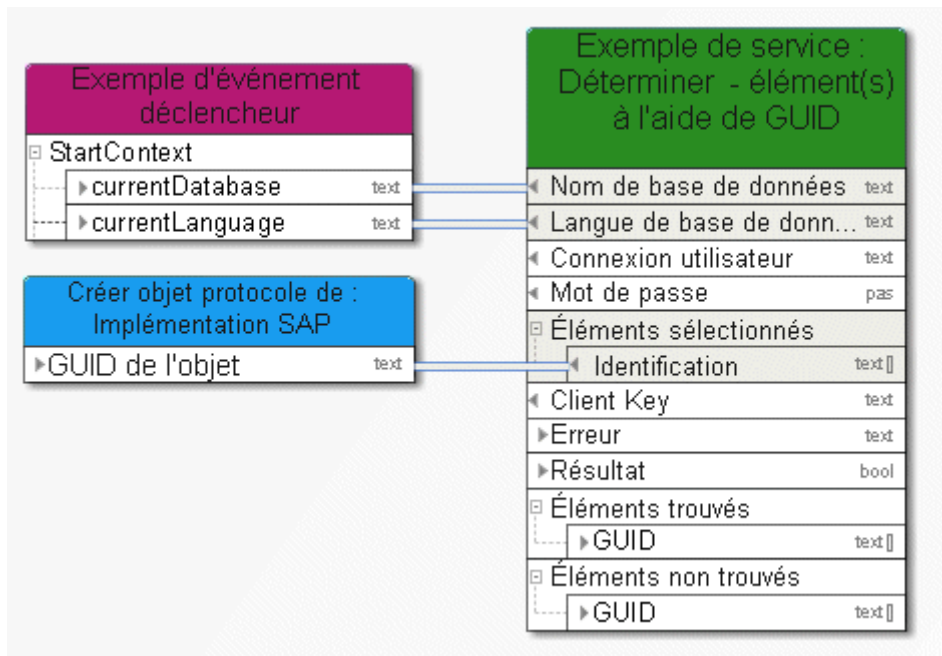 Exemple d'événement
déclencheur
StartContext
currentDatabase text
currentLanguage text
Créer objet protocole de :
Implémentation SAP
GUID de l'objet text
Exemple de service :
Déterminer - élément(s)
à l'aide de GUID
Nom de base de données text
Langue de base de donn... text
Connexion utilisateur text
Mot de passe pas
Éléments sélectionnés
Identification text[]
Client Key text
Erreur text
Résultat bool
Éléments trouvés
GUID text[]
Éléments non trouvés
GUID text[]